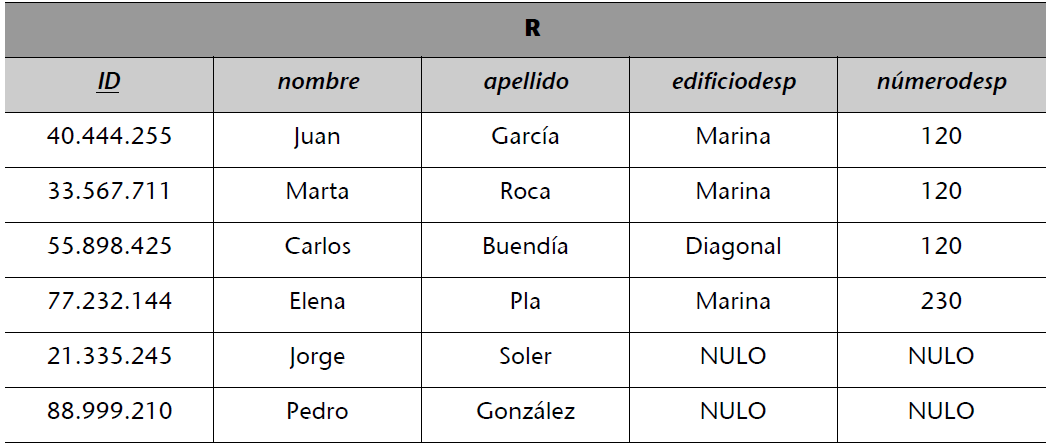 R
ID nombre apellido edificiodesp númerodesp
40.444.255 Juan García Marina 120
33.567.711 Marta Roca Marina 120
55.898.425 Carlos Buendía Diagonal 120
77.232.144 Elena Pla Marina 230
21.335.245 Jorge Soler NULO NULO
88.999.210 Pedro González NULO NULO